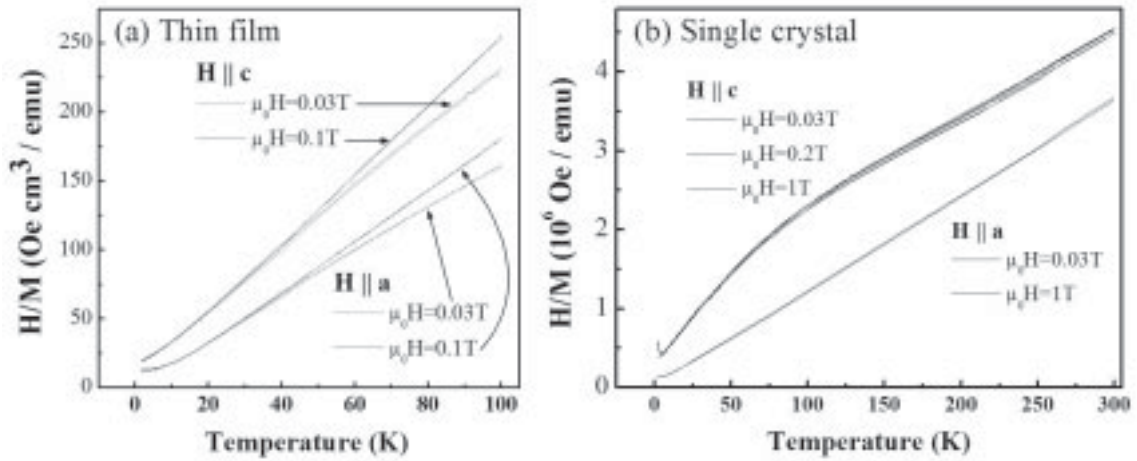 (a) Thin film
H || c
μ₀H=0.03T
μ₀H=0.1T
H || a
μ₀H=0.03T
μ₀H=0.1T
H/M (Oe cm³ / emu)
250
200
150
100
50
0
0 20 40 60 80 100
Temperature (K)
(b) Single crystal
H || c
μ₀H=0.03T
μ₀H=0.2T
μ₀H=1T
H || a
μ₀H=0.03T
μ₀H=1T
H/M (10⁶ Oe / emu)
4
3
2
1
0
0 50 100 150 200 250 300
Temperature (K)